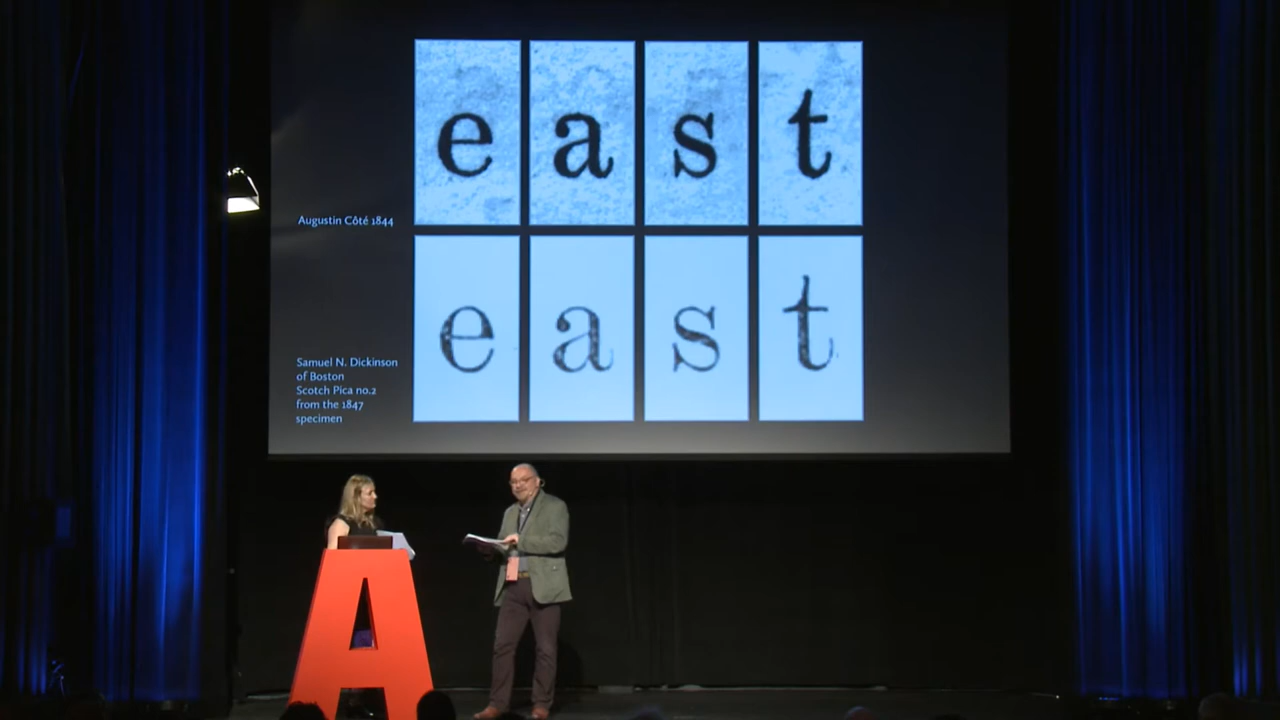 east
Augustin Côté 1844
east
Samuel N. Dickinson
of Boston
Scotch Pica no.2
from the 1847
specimen
A